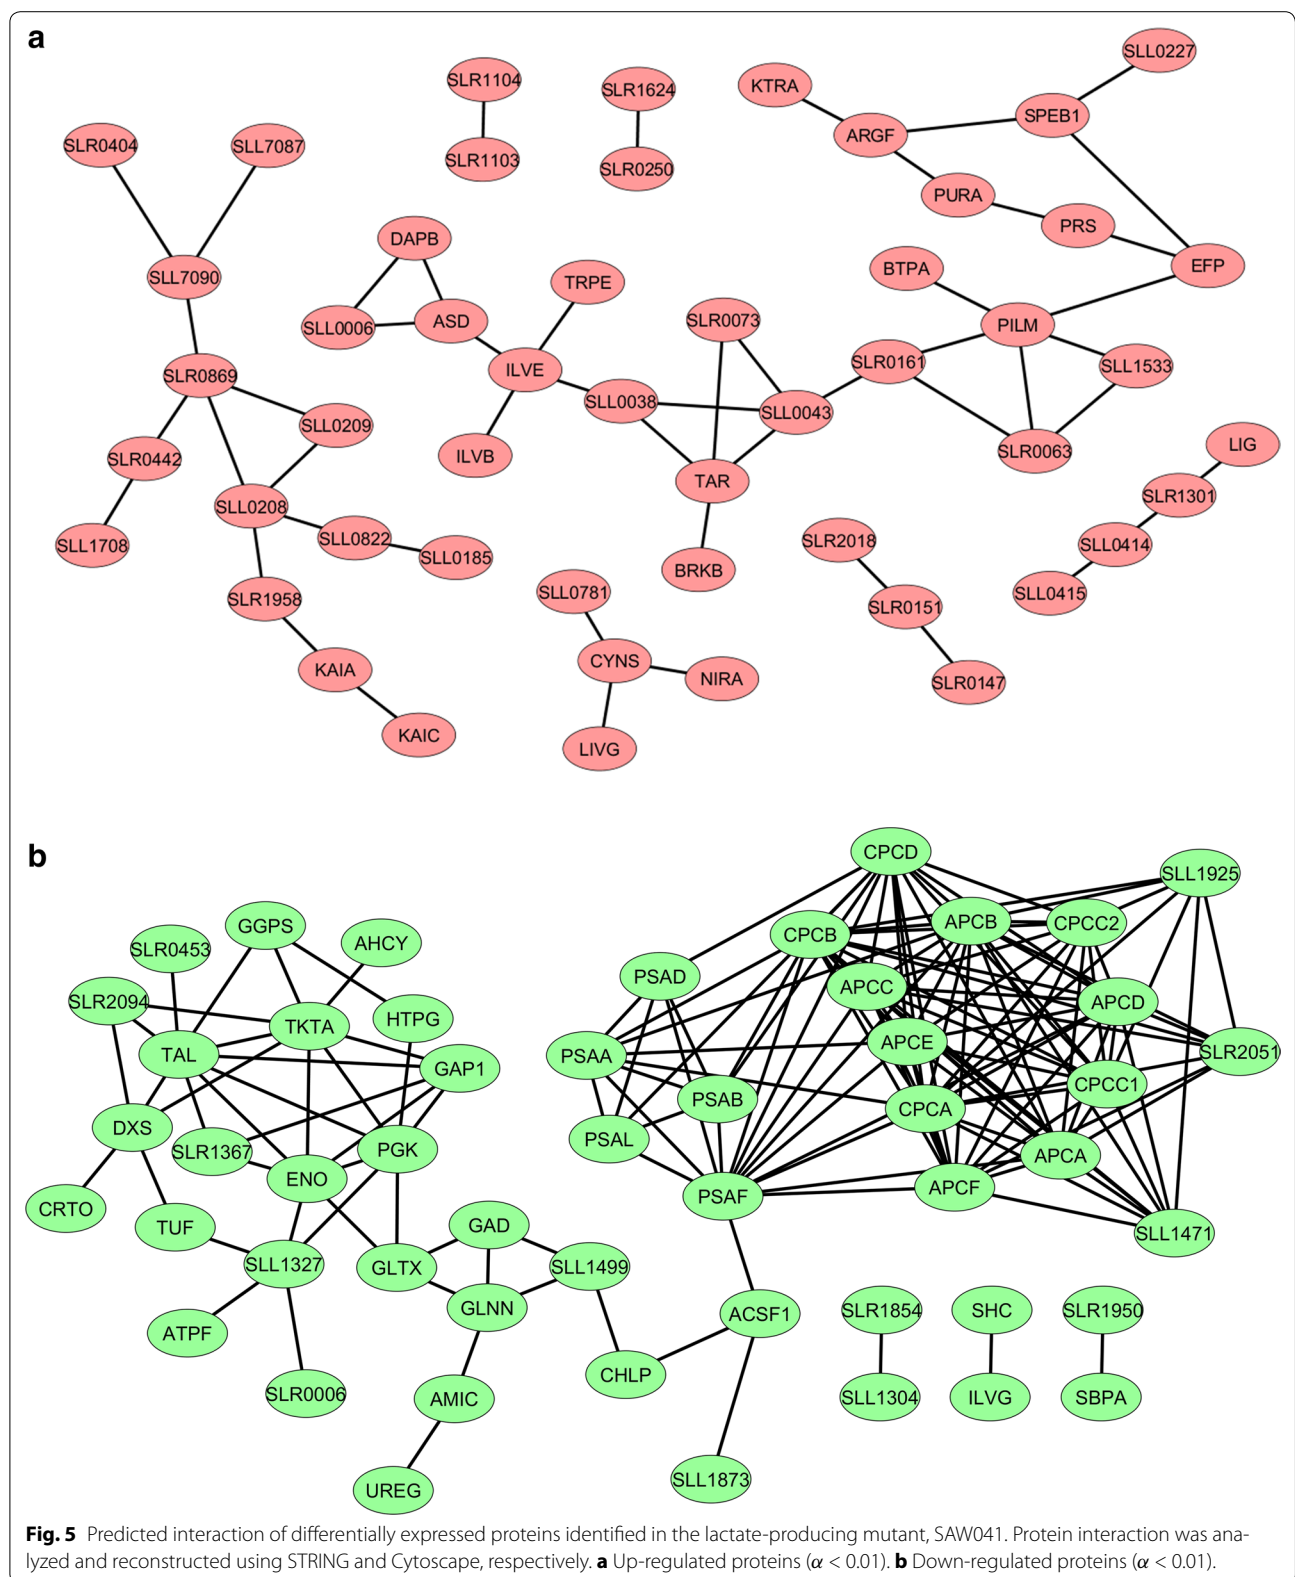 a
SLL0227
SLR1104
SLR1624
KTRA
SPEB1
ARGF
SLR0404
SLL7087
SLR1103
SLR0250
PURA
PRS
DAPB
EFP
BTPA
SLL7090
TRPE
SLL0006
ASD
SLR0073
PILM
SLR0869
ILVE
SLR0161
SLL1533
SLL0038
SLL0043
SLL0209
SLR0442
ILVB
SLR0063
LIG
TAR
SLR1301
SLL0208
SLL1708
SLL0822
SLL0185
SLR2018
SLL0414
BRKB
SLR1958
SLL0781
SLR0151
SLL0415
KAIA
CYNS
NIRA
SLR0147
KAIC
LIVG
b
CPCD
SLL1925
GGPS
SLR0453
AHCY
CPCB
APCB
CPCC2
SLR2094
PSAD
APCC
APCD
TKTA
HTPG
TAL
GAP1
PSAA
APCE
SLR2051
PSAB
CPCC1
DXS
SLR1367
PGK
PSAL
CPCA
ENO
APCA
CRTO
TUF
PSAF
APCF
GAD
SLL1471
SLL1327
GLTX
SLL1499
GLNN
ACSF1
SLR1854
SHC
SLR1950
ATPF
CHLP
SLR0006
AMIC
SLL1304
ILVG
SBPA
UREG
SLL1873
Fig. 5 Predicted interaction of differentially expressed proteins identified in the lactate-producing mutant, SAW041. Protein interaction was ana-
lyzed and reconstructed using STRING and Cytoscape, respectively. a Up-regulated proteins (α < 0.01). b Down-regulated proteins (α < 0.01).